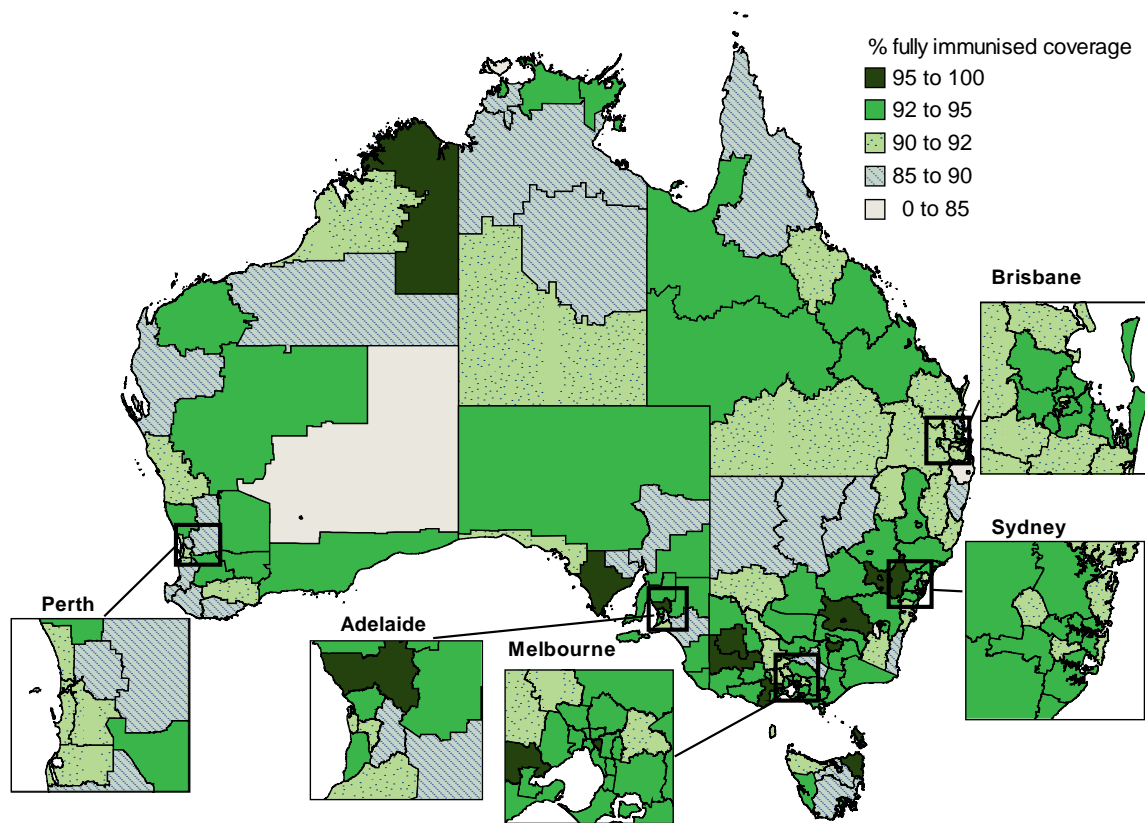 % fully immunised coverage
95 to 100
92 to 95
90 to 92
85 to 90
0 to 85
Brisbane
Sydney
Perth
Adelaide
Melbourne